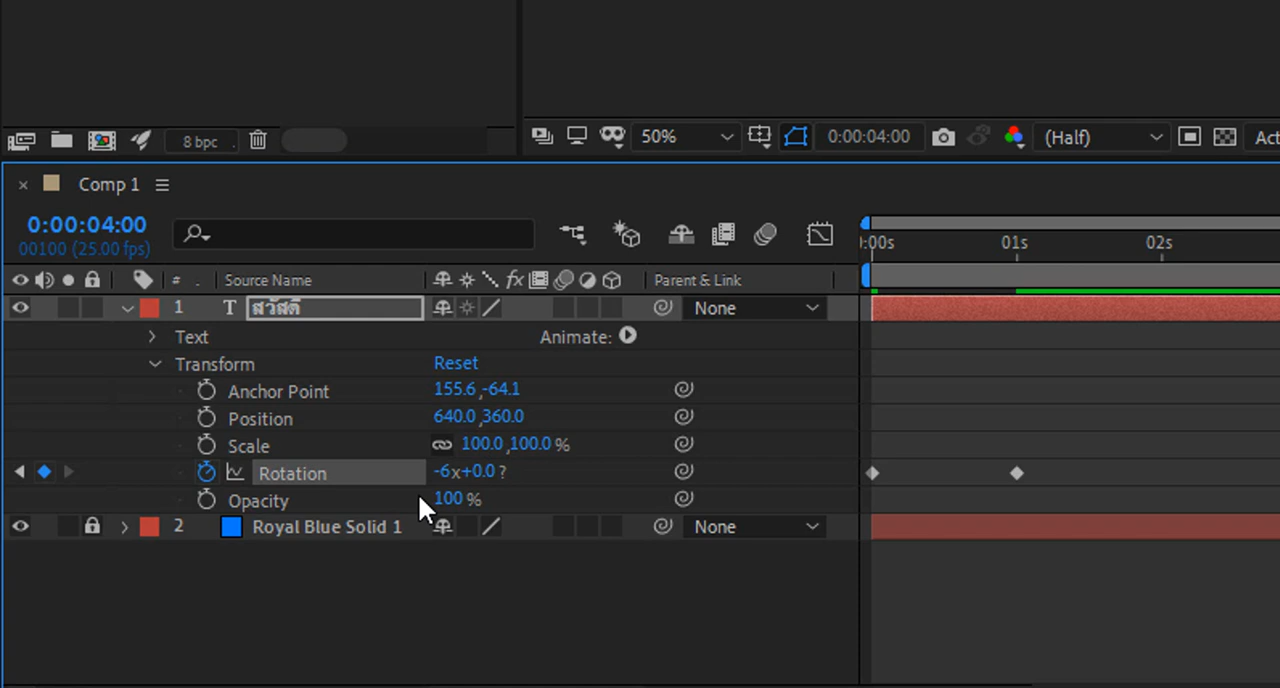 8 bpc
50% 0:00:04:00 (Half) Act
× Comp 1
0:00:04:00
00100 (25.00 fps)
:00s 01s 02s
# . Source Name fx Parent & Link
1 T สวัสดี None
Text Animate:
Transform Reset
Anchor Point 155.6,-64.1
Position 640.0,360.0
Scale 100.0,100.0 %
Rotation -6x+0.0 ?
Opacity 100 %
2 Royal Blue Solid 1 None